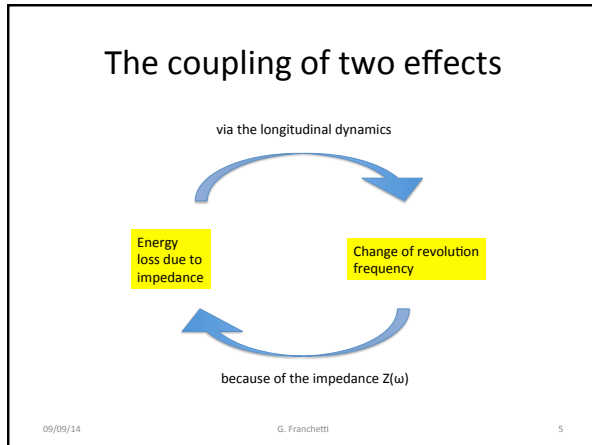 The coupling of two effects
via the longitudinal dynamics
Energy
loss due to
impedance
Change of revolution
frequency
because of the impedance Z(ω)
09/09/14
G. Franchetti
5